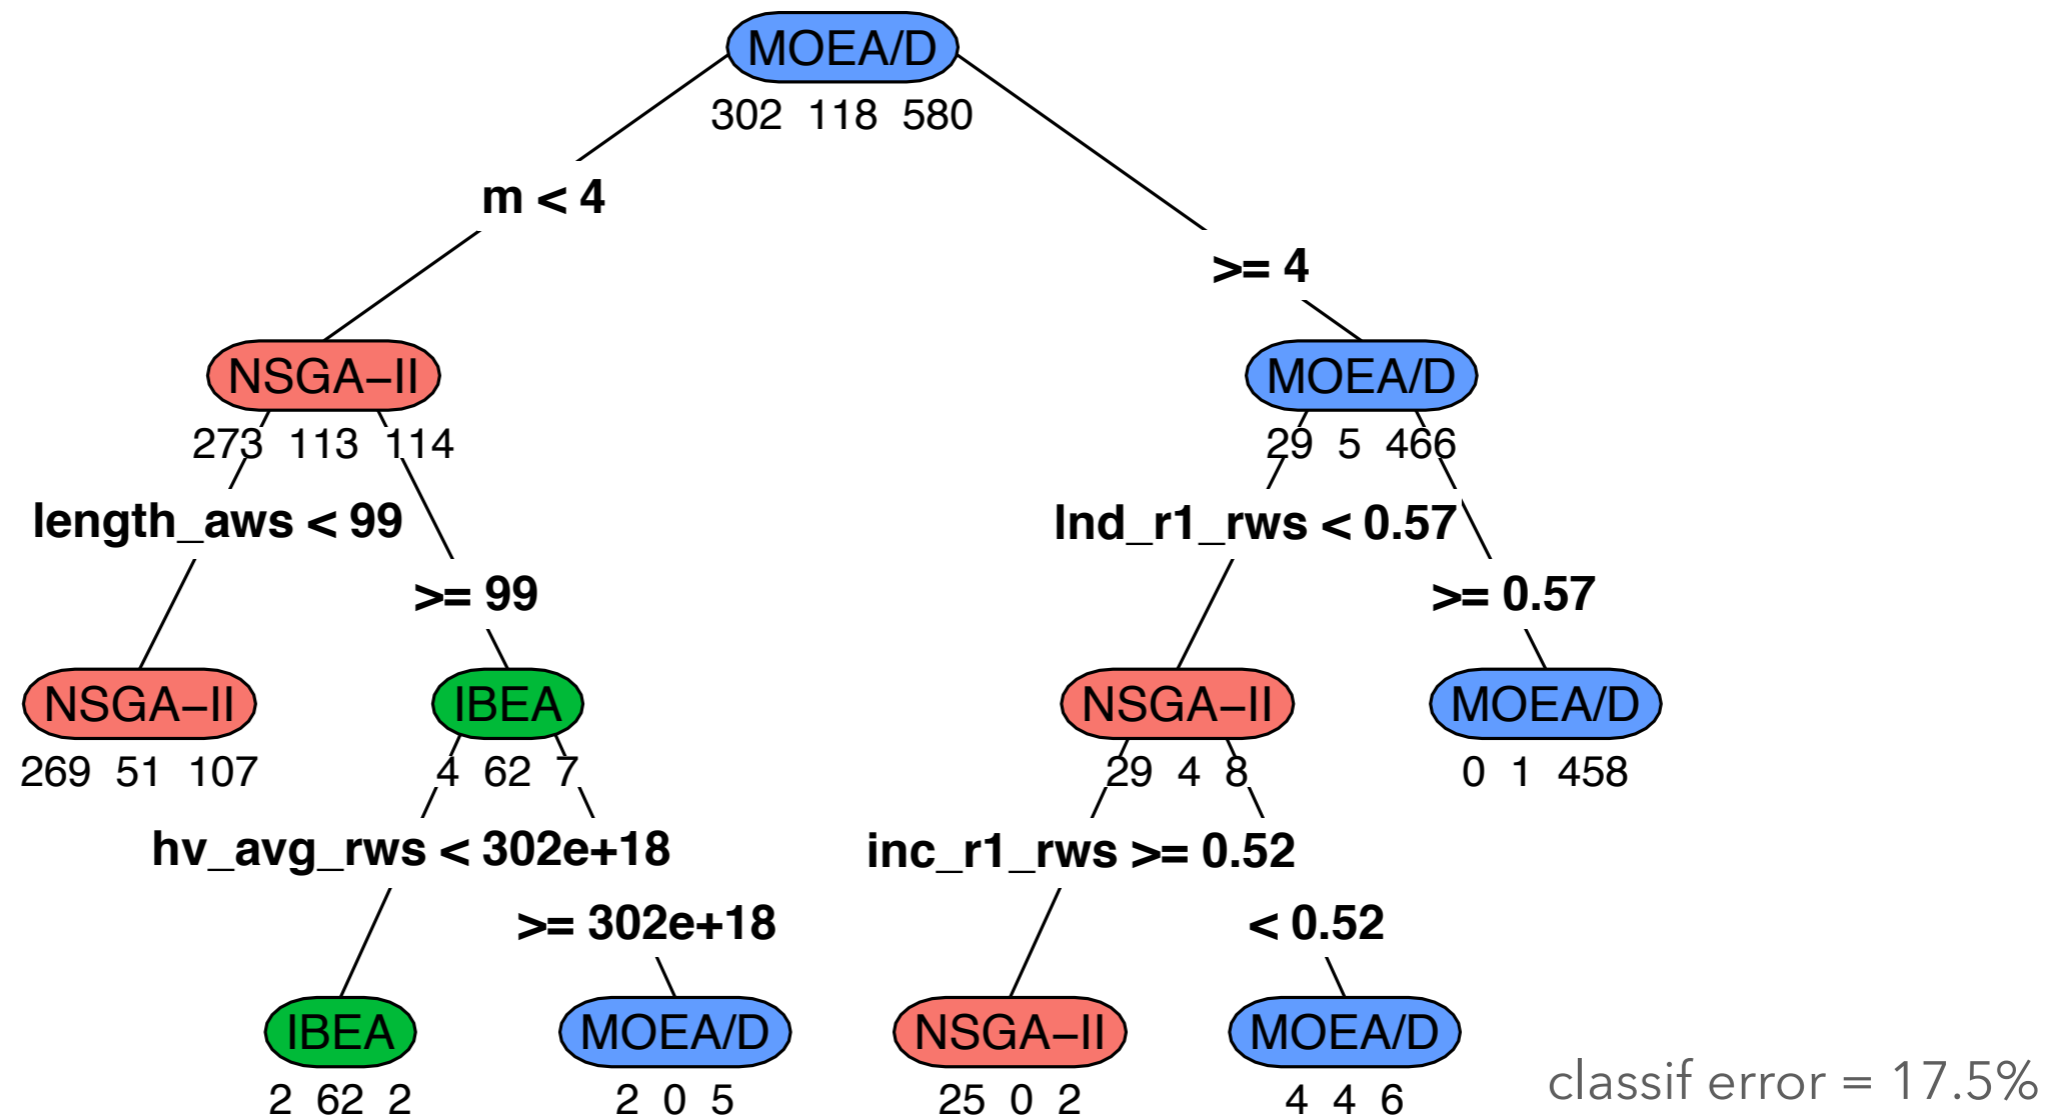 MOEA/D
302 118 580
m < 4
>= 4
NSGA−II
MOEA/D
273 113 114
29 5 466
length_aws < 99
lnd_r1_rws < 0.57
>= 99
>= 0.57
NSGA−II
IBEA
NSGA−II
MOEA/D
269 51 107
4 62 7
29 4 8
0 1 458
hv_avg_rws < 302e+18
inc_r1_rws >= 0.52
>= 302e+18
< 0.52
IBEA
MOEA/D
NSGA−II
MOEA/D
2 62 2
2 0 5
25 0 2
4 4 6
classif error = 17.5%